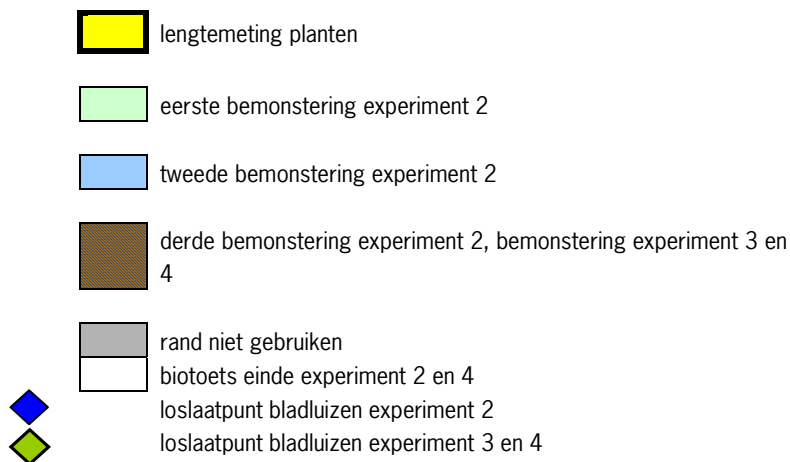 lengtemeting planten
eerste bemonstering experiment 2
tweede bemonstering experiment 2
derde bemonstering experiment 2, bemonstering experiment 3 en
4
rand niet gebruiken
biotoets einde experiment 2 en 4
loslaatpunt bladluizen experiment 2
loslaatpunt bladluizen experiment 3 en 4